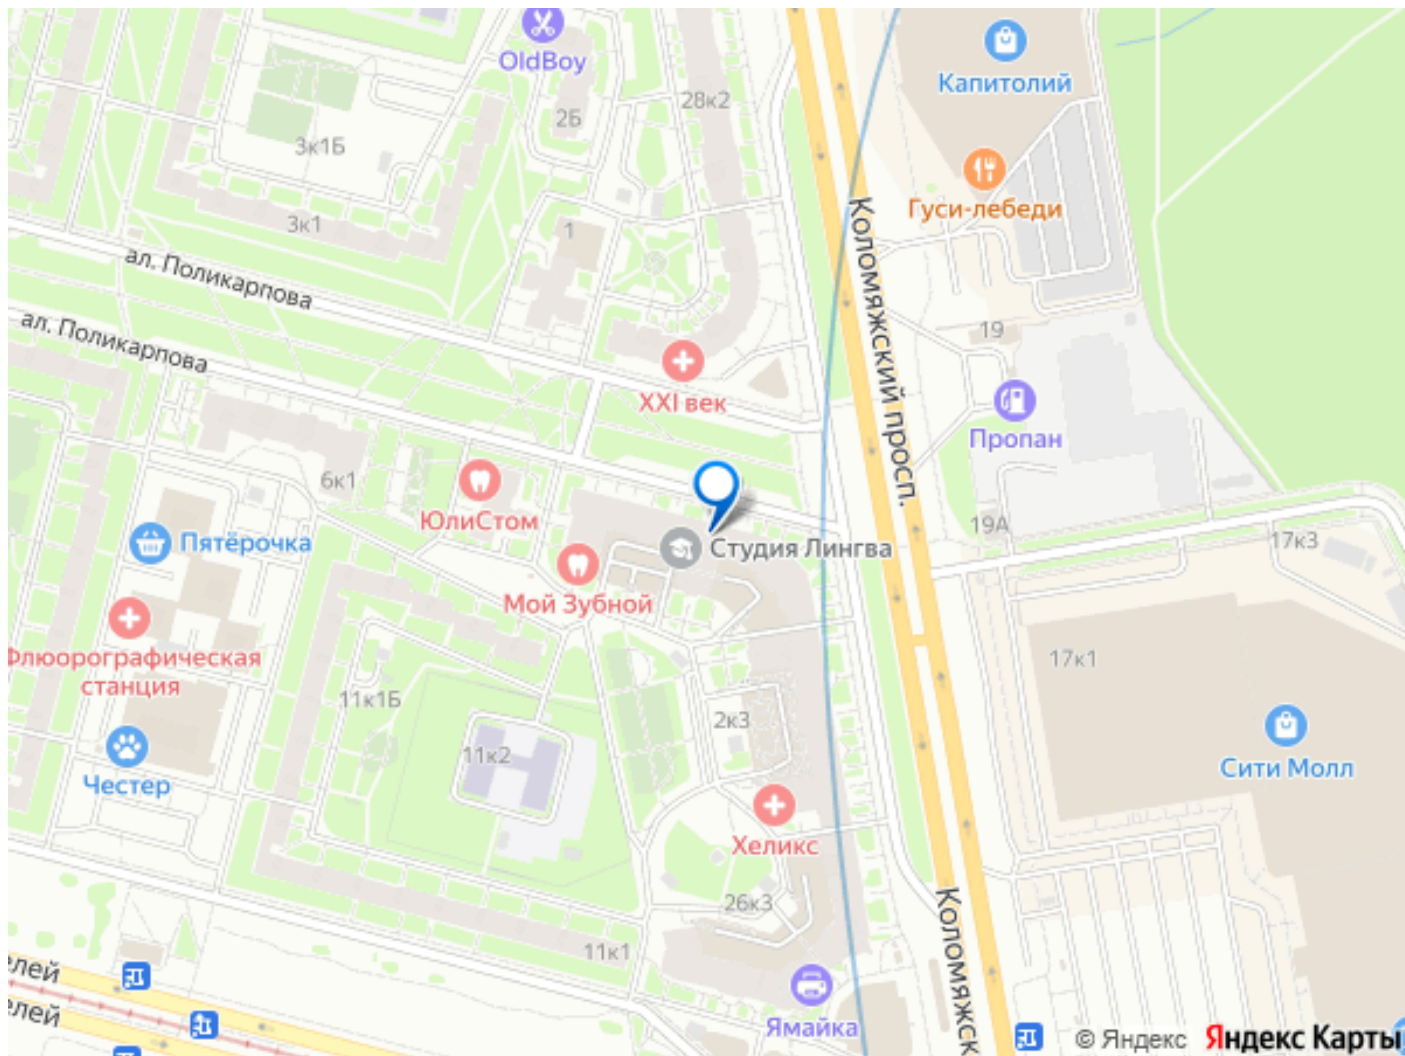 OldBoy
Капитолий
28к2
2Б
3к1Б
Гуси-лебеди
3к1
1
ал. Поликарпова
Коломяжский просп.
19
ал. Поликарпова
XXI век
Пропан
6к1
ЮлиСтом
19А
17к3
Пятёрочка
Студия Лингва
Мой Зубной
Флюорографическая
станция
17к1
11к1Б
2к3
11к2
Сити Молл
Честер
Хеликс
26к3
11к1
Коломяжск
елей
елей
Ямайка
© Яндекс Яндекс Карты